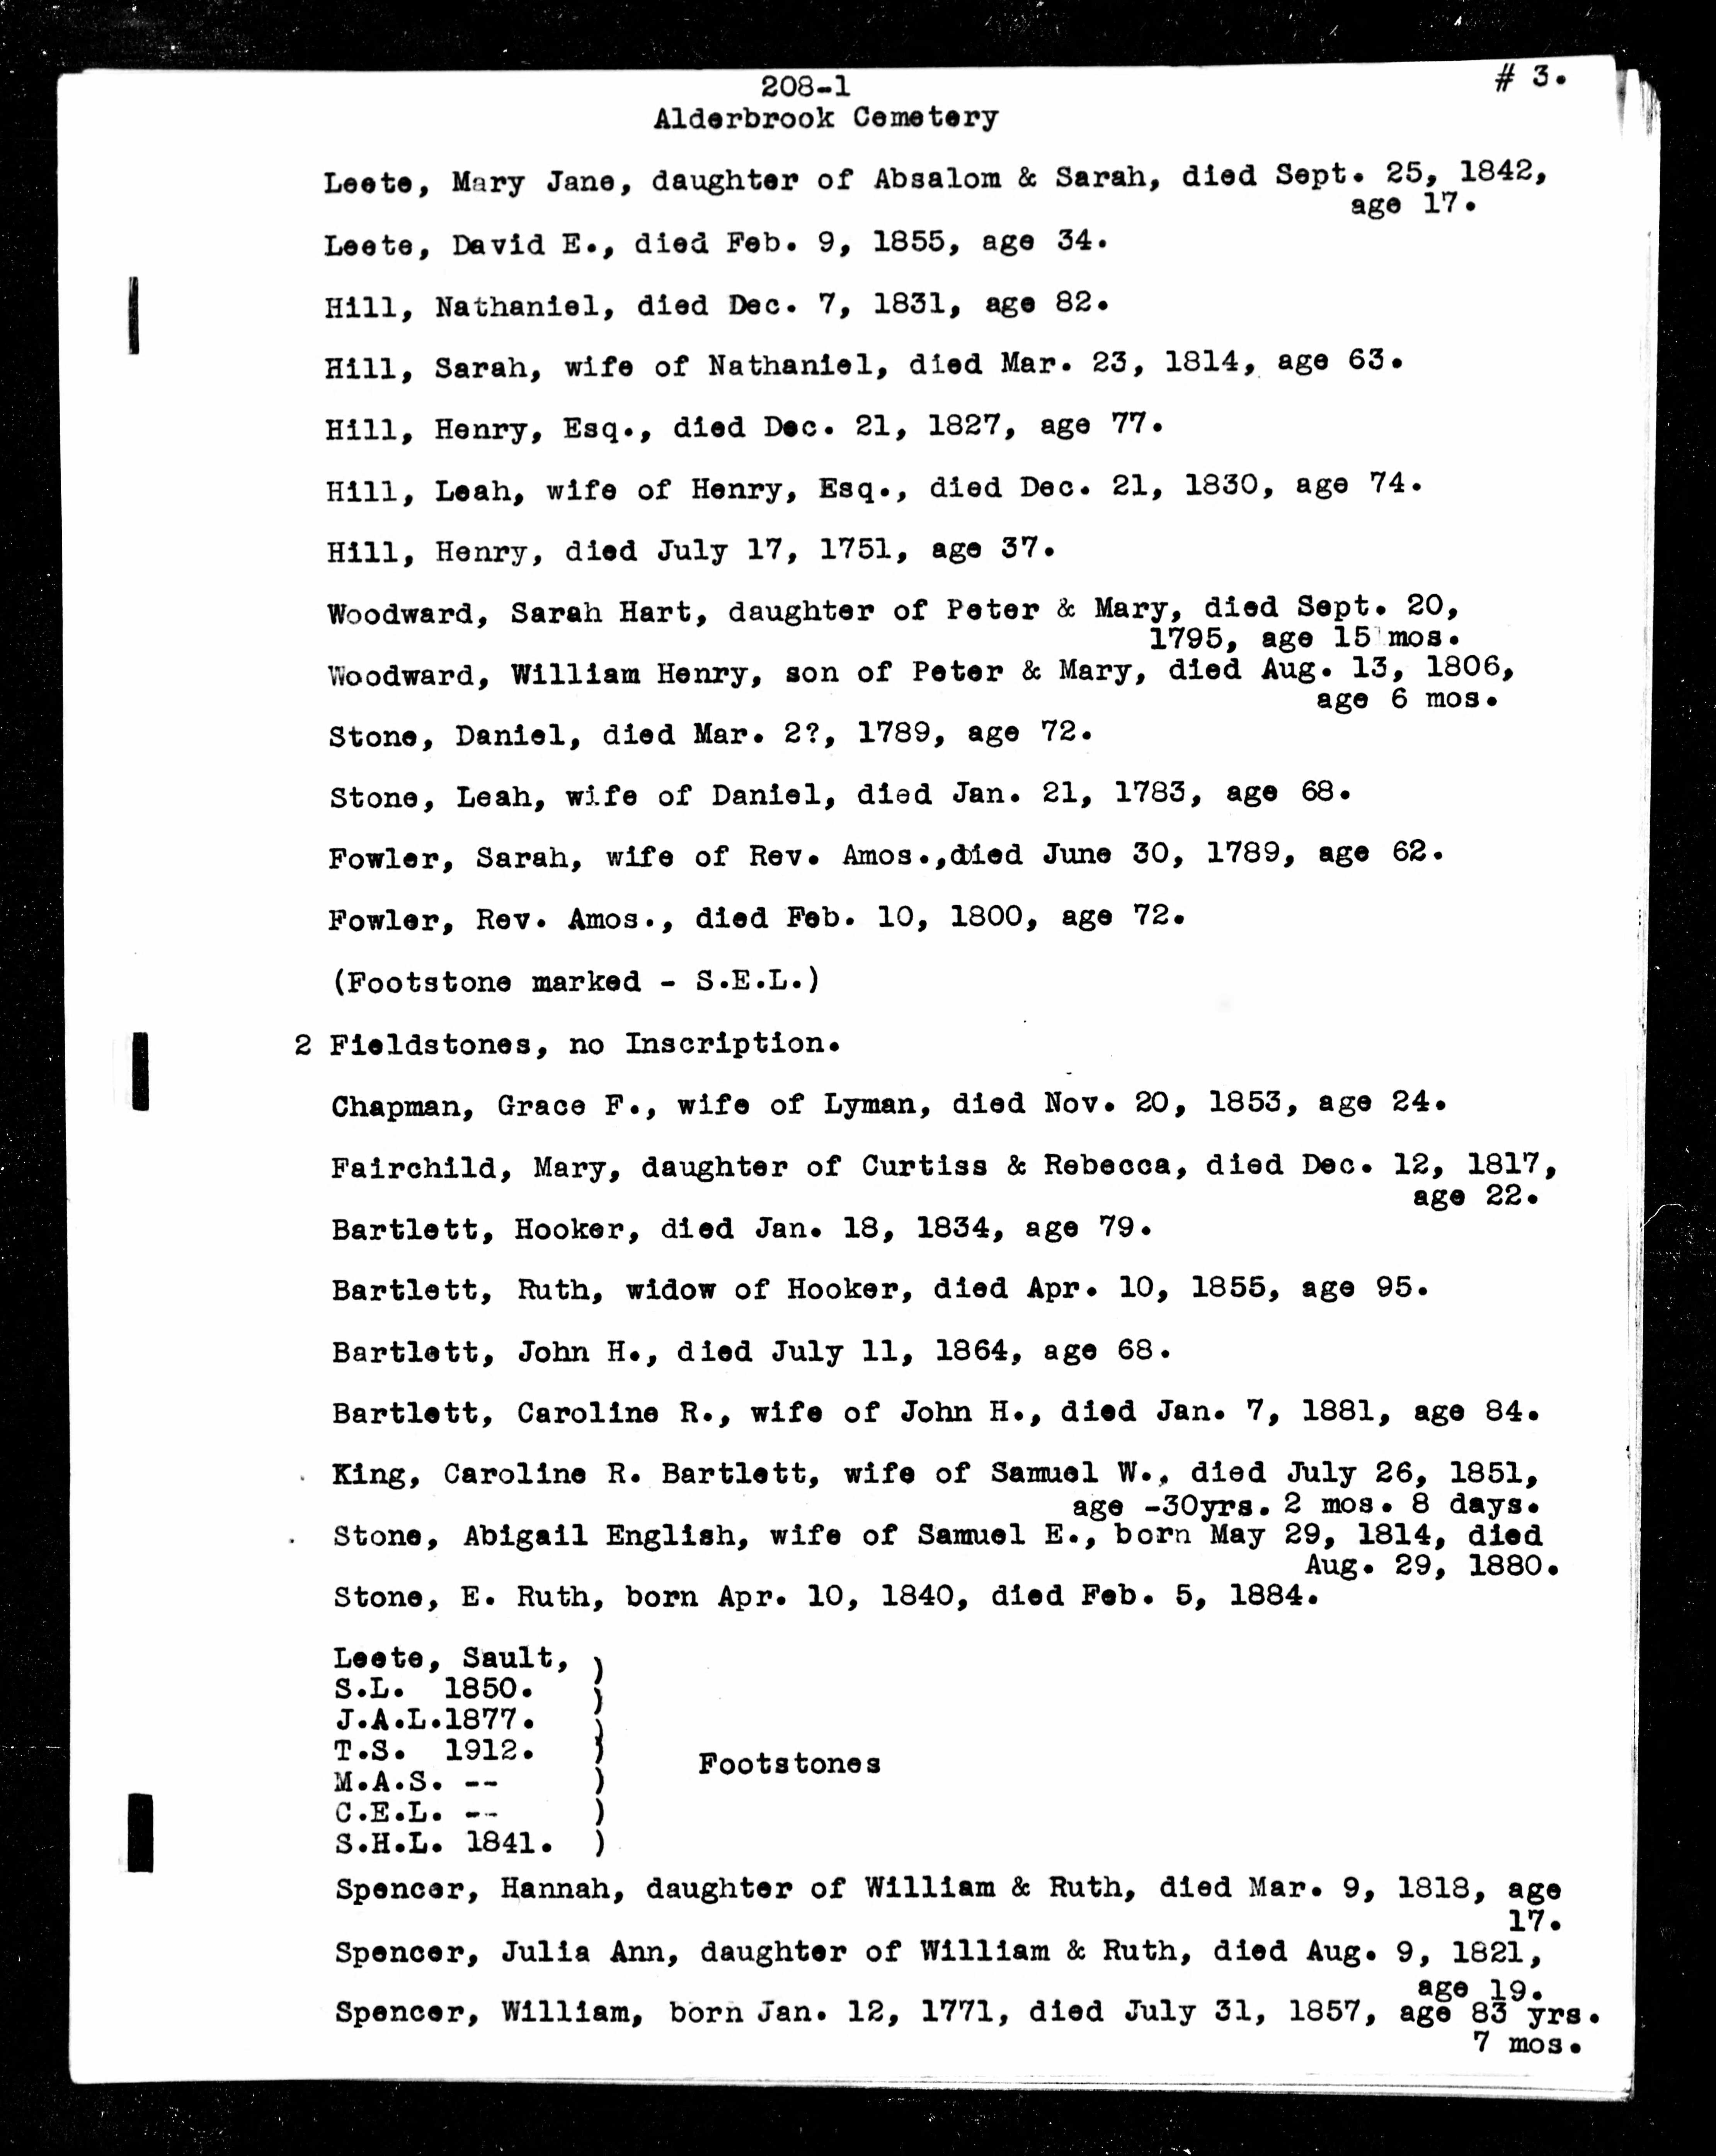 208-1
# 3.
Alderbrook Cemetery
Leete, Mary Jane, daughter of Absalom & Sarah, died Sept. 25, 1842,
age 17.
Leete, David E., died Feb. 9, 1855, age 34.
Hill, Nathaniel, died Dec. 7, 1831, age 82.
Hill, Sarah, wife of Nathaniel, died Mar. 23, 1814, age 63.
Hill, Henry, Esq., died Dec. 21, 1827, age 77.
Hill, Leah, wife of Henry, Esq., died Dec. 21, 1830, age 74.
Hill, Henry, died July 17, 1751, age 37.
Woodward, Sarah Hart, daughter of Peter & Mary, died Sept. 20,
1795, age 15 mos.
Woodward, William Henry, son of Peter & Mary, died Aug. 13, 1806,
age 6 mos.
Stone, Daniel, died Mar. 2?, 1789, age 72.
Stone, Leah, wife of Daniel, died Jan. 21, 1783, age 68.
Fowler, Sarah, wife of Rev. Amos.,died June 30, 1789, age 62.
Fowler, Rev. Amos., died Feb. 10, 1800, age 72.
(Footstone marked - S.E.L.)
2 Fieldstones, no Inscription.
Chapman, Grace F., wife of Lyman, died Nov. 20, 1853, age 24.
Fairchild, Mary, daughter of Curtiss & Rebecca, died Dec. 12, 1817,
age 22.
Bartlett, Hooker, died Jan. 18, 1834, age 79.
Bartlett, Ruth, widow of Hooker, died Apr. 10, 1855, age 95.
Bartlett, John H., died July 11, 1864, age 68.
Bartlett, Caroline R., wife of John H., died Jan. 7, 1881, age 84.
King, Caroline R. Bartlett, wife of Samuel W., died July 26, 1851,
age -30yrs. 2 mos. 8 days.
Stone, Abigail English, wife of Samuel E., born May 29, 1814, died
Aug. 29, 1880.
Stone, E. Ruth, born Apr. 10, 1840, died Feb. 5, 1884.
Leete, Sault, )
S.L. 1850. )
J.A.L.1877. )
T.S. 1912. )
Footstones
M.A.S. -- )
C.E.L. -- )
S.H.L. 1841. )
Spencer, Hannah, daughter of William & Ruth, died Mar. 9, 1818, age
17.
Spencer, Julia Ann, daughter of William & Ruth, died Aug. 9, 1821,
age 19.
Spencer, William, born Jan. 12, 1771, died July 31, 1857, age 83 yrs.
7 mos.